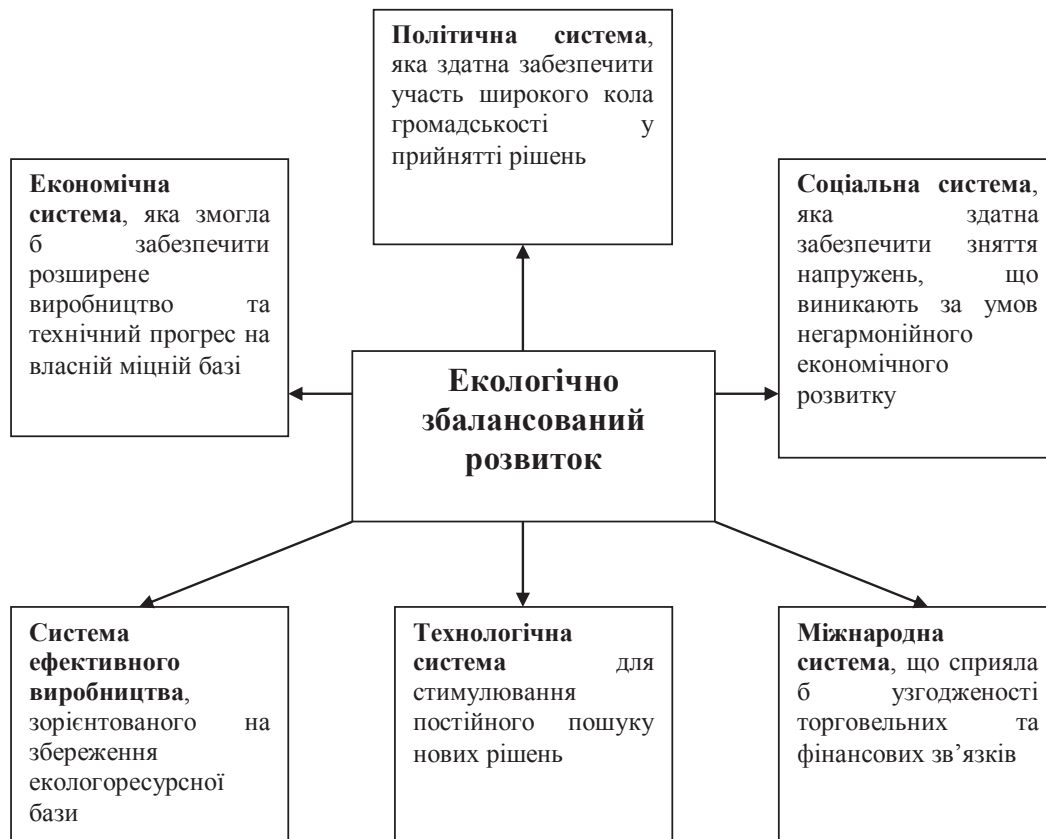 Політична система,
яка здатна забезпечити
участь широкого кола
громадськості у
прийнятті рішень
Економічна
система, яка змогла
б забезпечити
розширене
виробництво та
технічний прогрес на
власній міцній базі
Соціальна система,
яка здатна
забезпечити зняття
напружень, що
виникають за умов
негармонійного
економічного
розвитку
Екологічно
збалансований
розвиток
Система
ефективного
виробництва,
зорієнтованого на
збереження
екологоресурсної
бази
Технологічна
система для
стимулювання
постійного пошуку
нових рішень
Міжнародна
система, що сприяла
б узгодженості
торговельних та
фінансових зв’язків